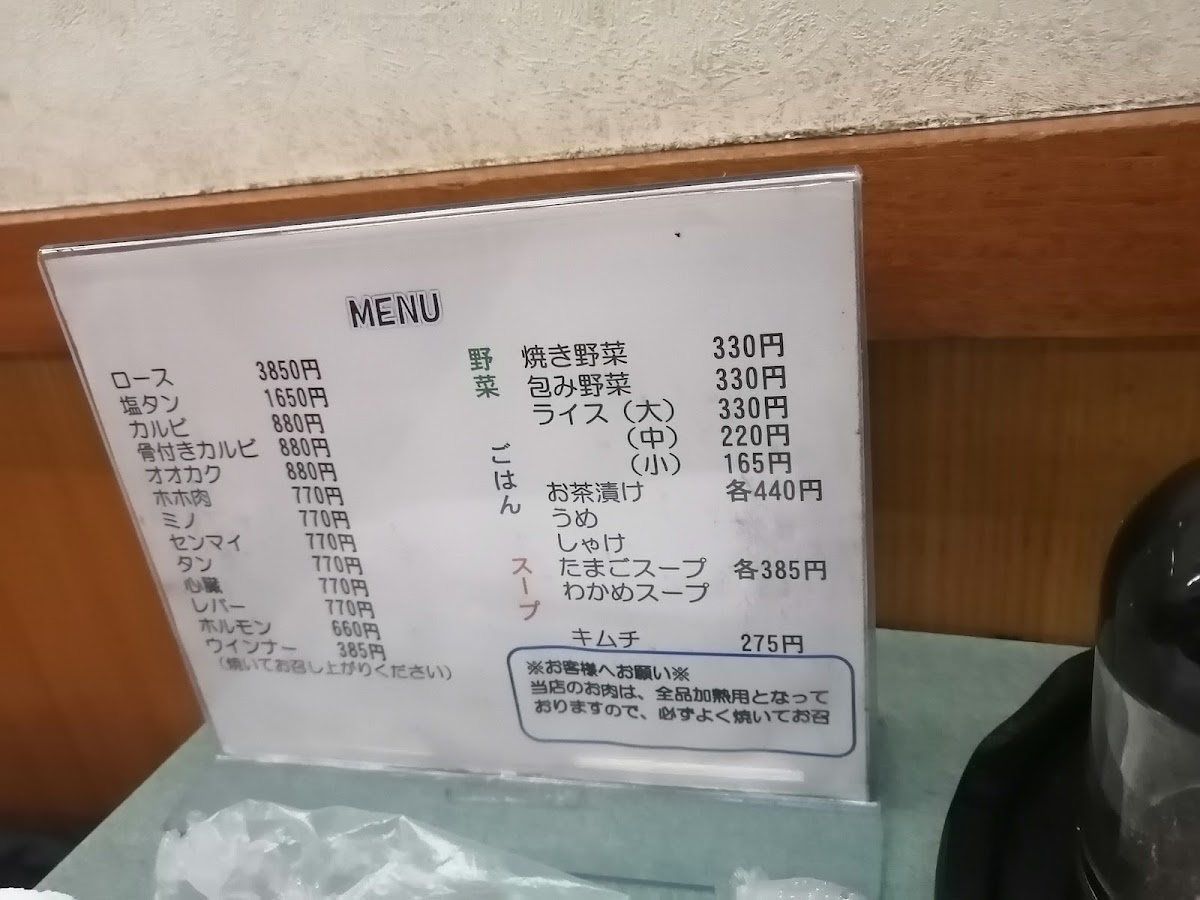 MENU
ロース 3850円
塩タン 1650円
カルビ 880円
骨付きカルビ 880円
オオカク 880円
ホホ肉 770円
ミノ 770円
センマイ 770円
タン 770円
心臓 770円
レバー 770円
ホルモン 660円
ウインナー 385円
(焼いてお召し上がりください)
野菜
焼き野菜 330円
包み野菜 330円
ごはん
ライス(大) 330円
(中) 220円
(小) 165円
お茶漬け 各440円
うめ
しゃけ
スープ
たまごスープ 各385円
わかめスープ
キムチ 275円
※お客様へお願い※
当店のお肉は、全品加熱用となって
おりますので、必ずよく焼いてお召